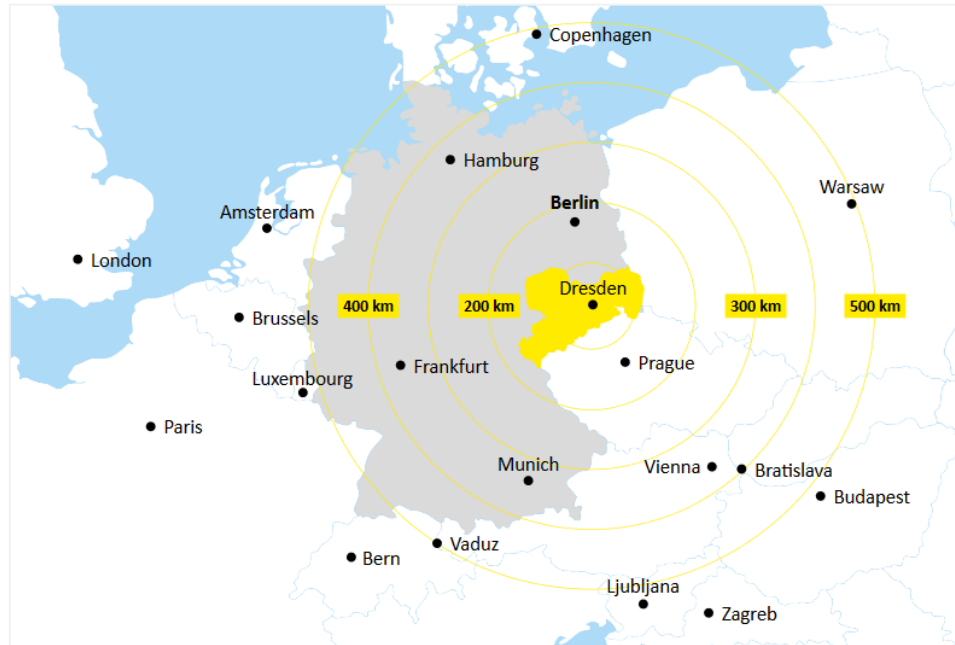 Copenhagen
Hamburg
Warsaw
Berlin
Amsterdam
London
Dresden
400 km
200 km
300 km
500 km
Brussels
Prague
Frankfurt
Luxembourg
Paris
Munich
Vienna
Bratislava
Budapest
Vaduz
Bern
Ljubljana
Zagreb